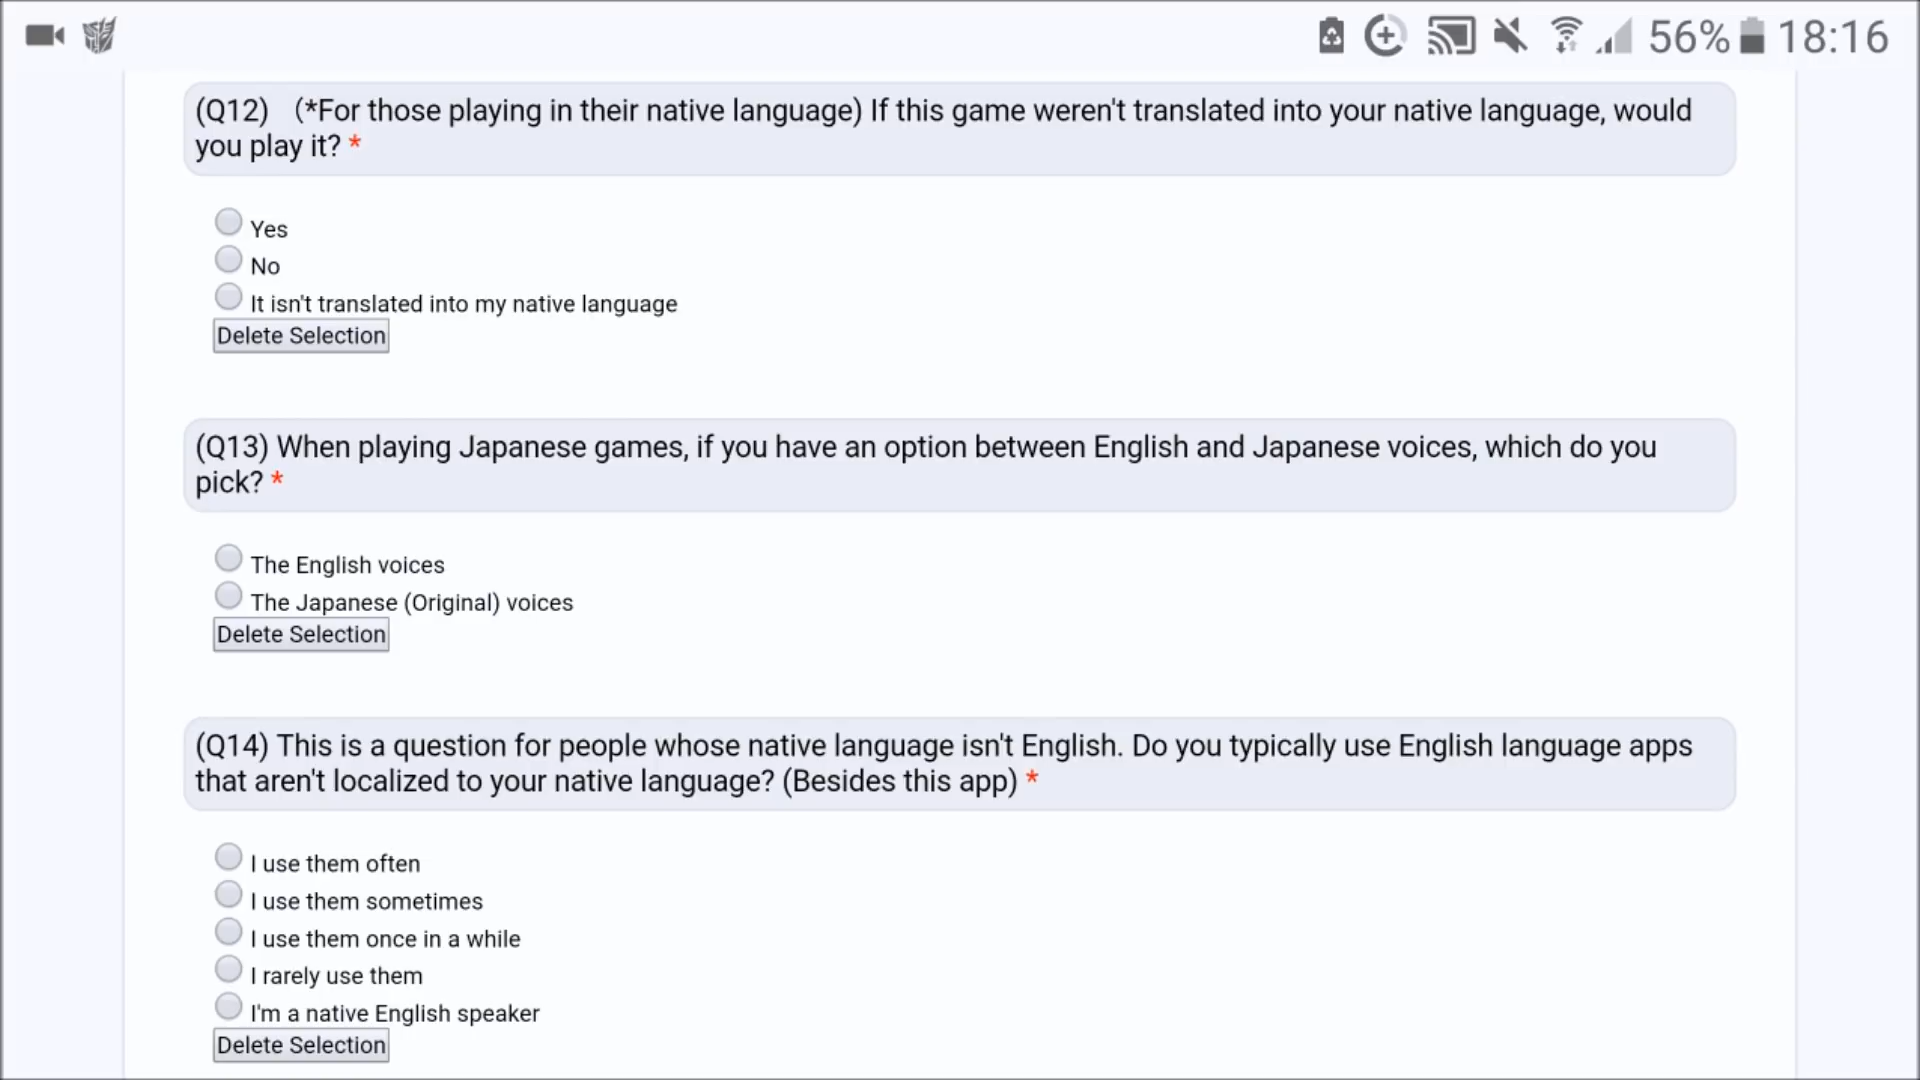 56% 18:16
(Q12) (*For those playing in their native language) If this game weren't translated into your native language, would
you play it? *
Yes
No
It isn't translated into my native language
Delete Selection
(Q13) When playing Japanese games, if you have an option between English and Japanese voices, which do you
pick? *
The English voices
The Japanese (Original) voices
Delete Selection
(Q14) This is a question for people whose native language isn't English. Do you typically use English language apps
that aren't localized to your native language? (Besides this app) *
I use them often
I use them sometimes
I use them once in a while
I rarely use them
I'm a native English speaker
Delete Selection